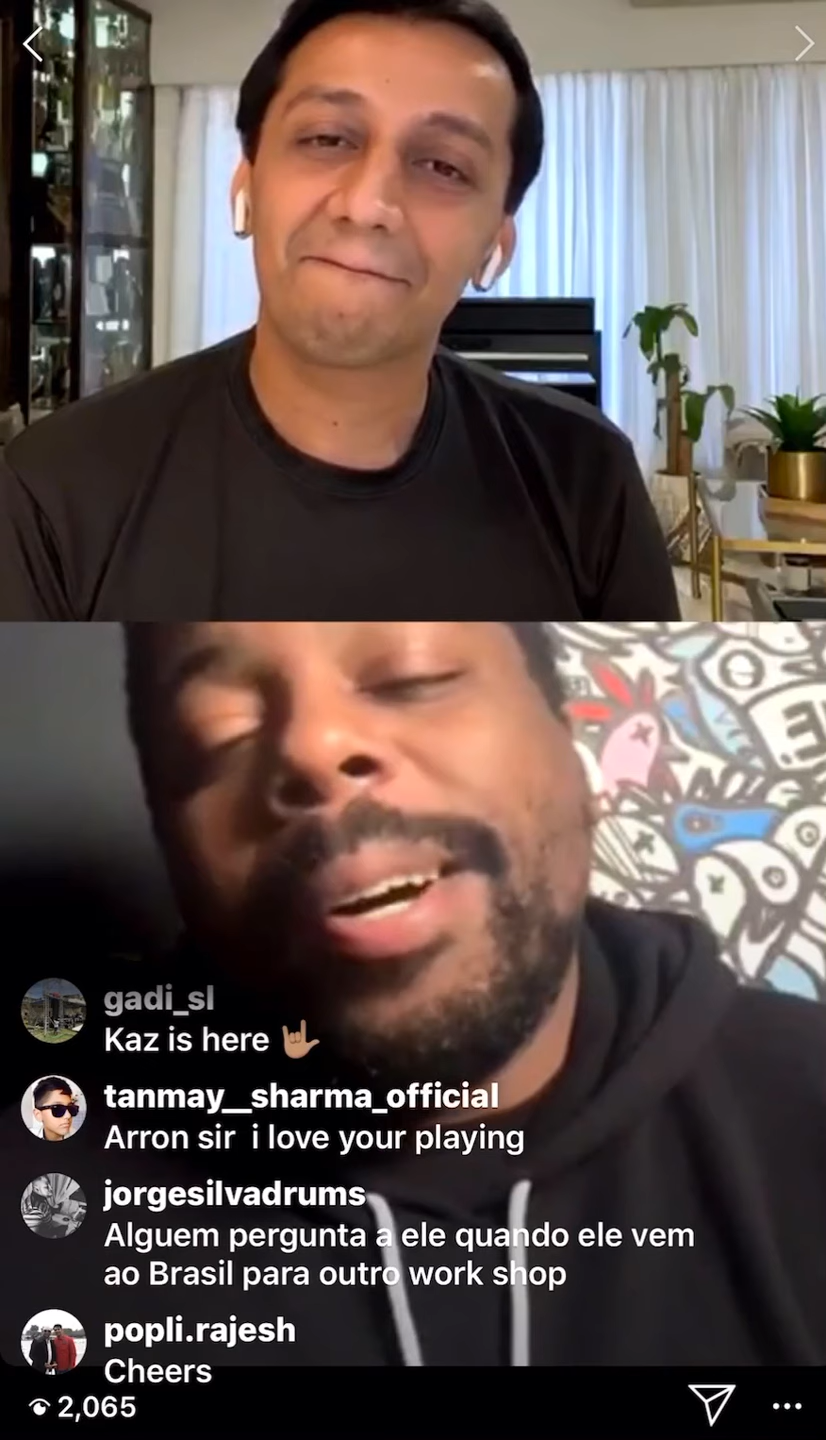 gadi_sl
Kaz is here 🤟🏽
tanmay__sharma_official
Arron sir i love your playing
jorgesilvadrums
Alguem pergunta a ele quando ele vem
ao Brasil para outro work shop
popli.rajesh
Cheers
2,065